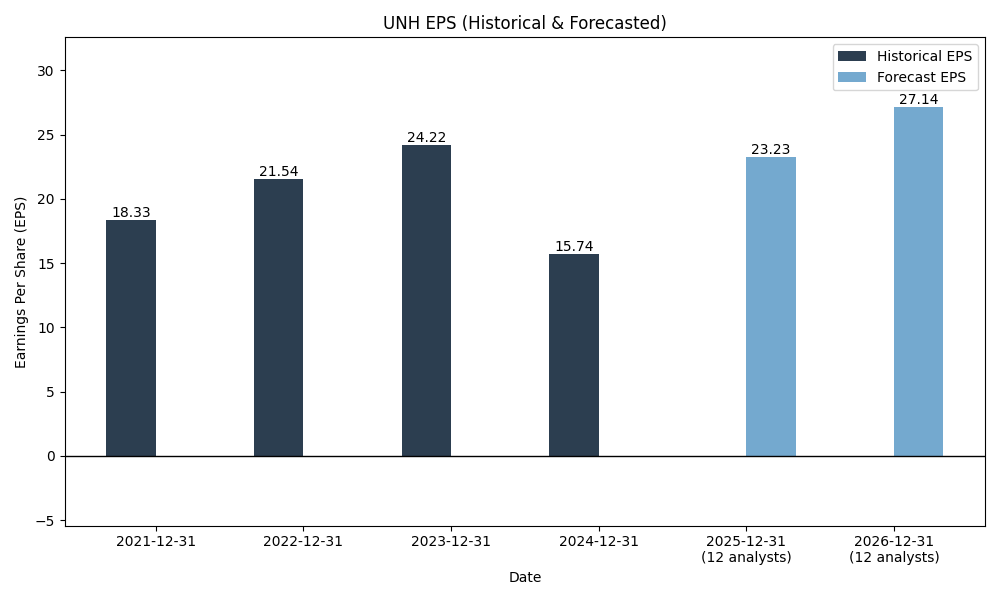 UNH EPS (Historical & Forecasted)
Historical EPS
Forecast EPS
Earnings Per Share (EPS)
30
25
20
15
10
5
0
−5
18.33
21.54
24.22
15.74
23.23
27.14
2021-12-31
2022-12-31
2023-12-31
2024-12-31
2025-12-31
(12 analysts)
2026-12-31
(12 analysts)
Date